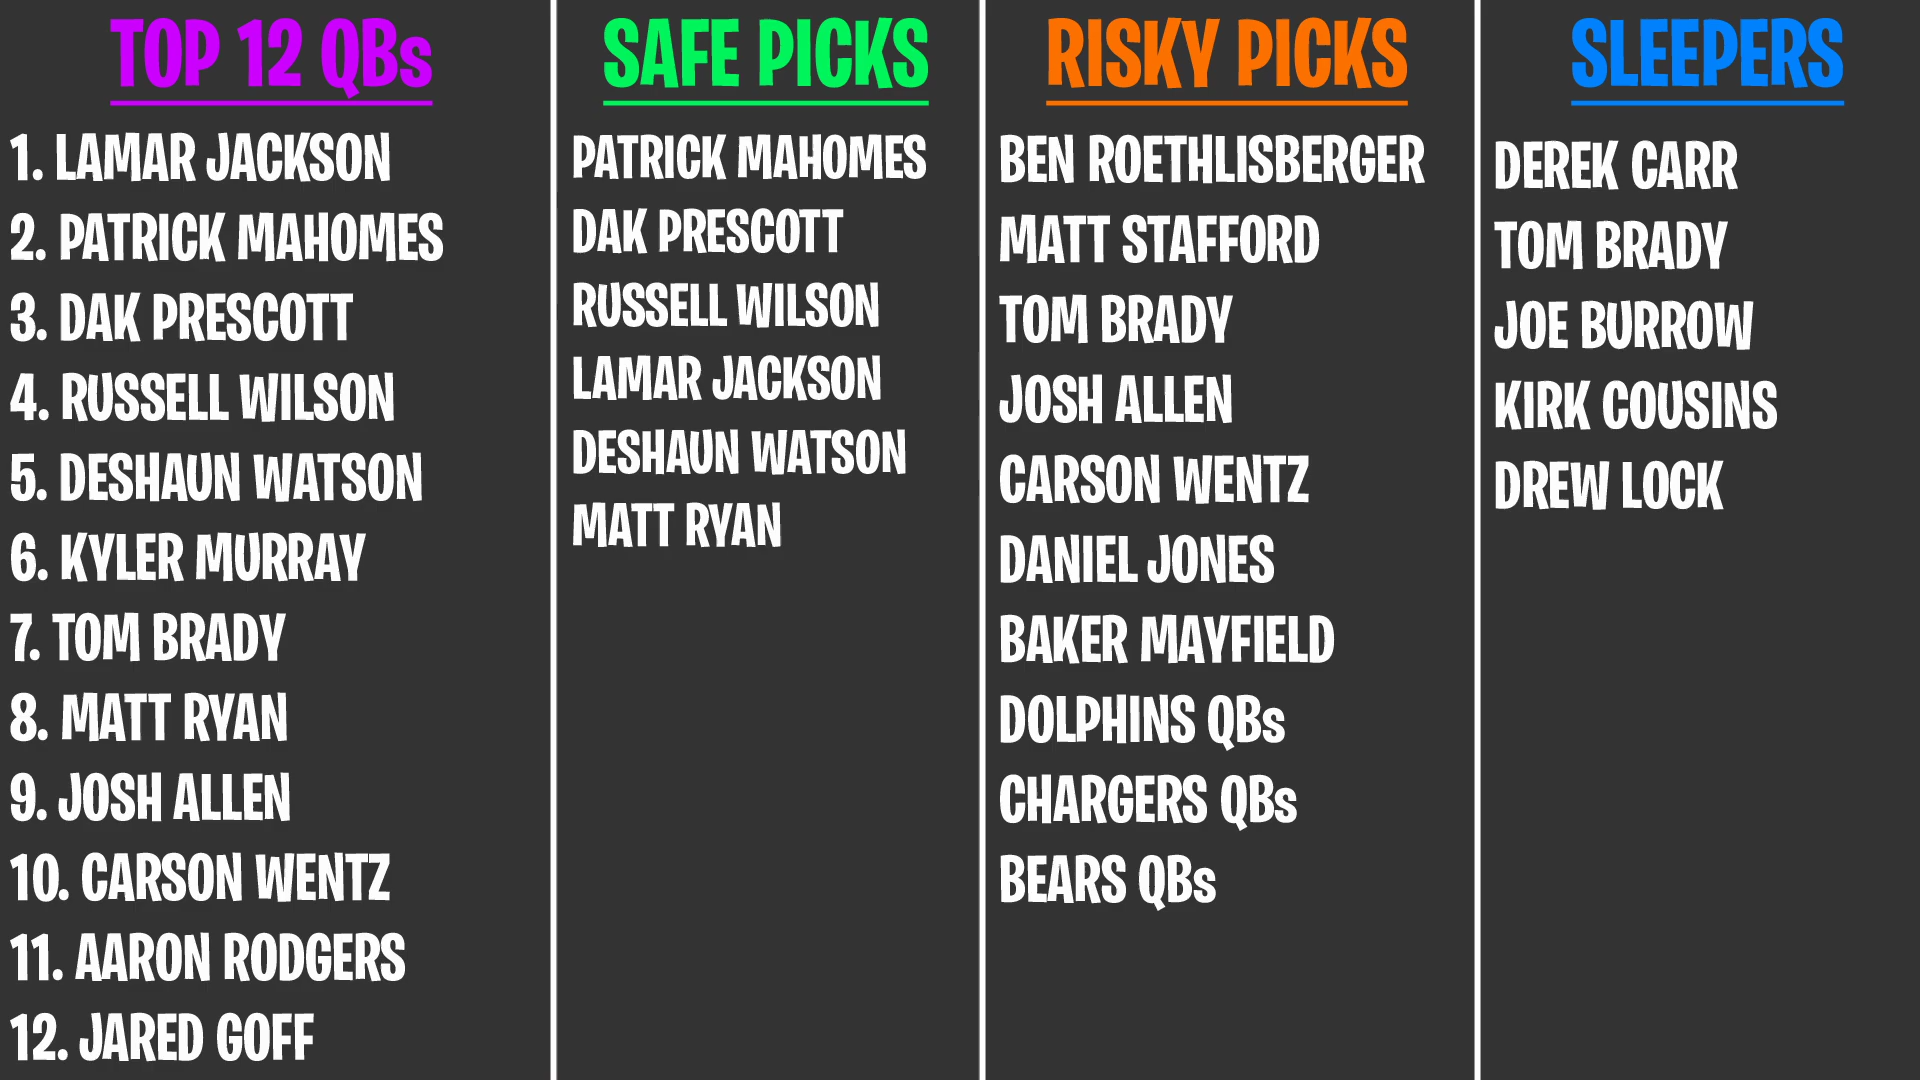 TOP 12 QBs
1. LAMAR JACKSON
2. PATRICK MAHOMES
3. DAK PRESCOTT
4. RUSSELL WILSON
5. DESHAUN WATSON
6. KYLER MURRAY
7. TOM BRADY
8. MATT RYAN
9. JOSH ALLEN
10. CARSON WENTZ
11. AARON RODGERS
12. JARED GOFF
SAFE PICKS
PATRICK MAHOMES
DAK PRESCOTT
RUSSELL WILSON
LAMAR JACKSON
DESHAUN WATSON
MATT RYAN
RISKY PICKS
BEN ROETHLISBERGER
MATT STAFFORD
TOM BRADY
JOSH ALLEN
CARSON WENTZ
DANIEL JONES
BAKER MAYFIELD
DOLPHINS QBs
CHARGERS QBs
BEARS QBs
SLEEPERS
DEREK CARR
TOM BRADY
JOE BURROW
KIRK COUSINS
DREW LOCK